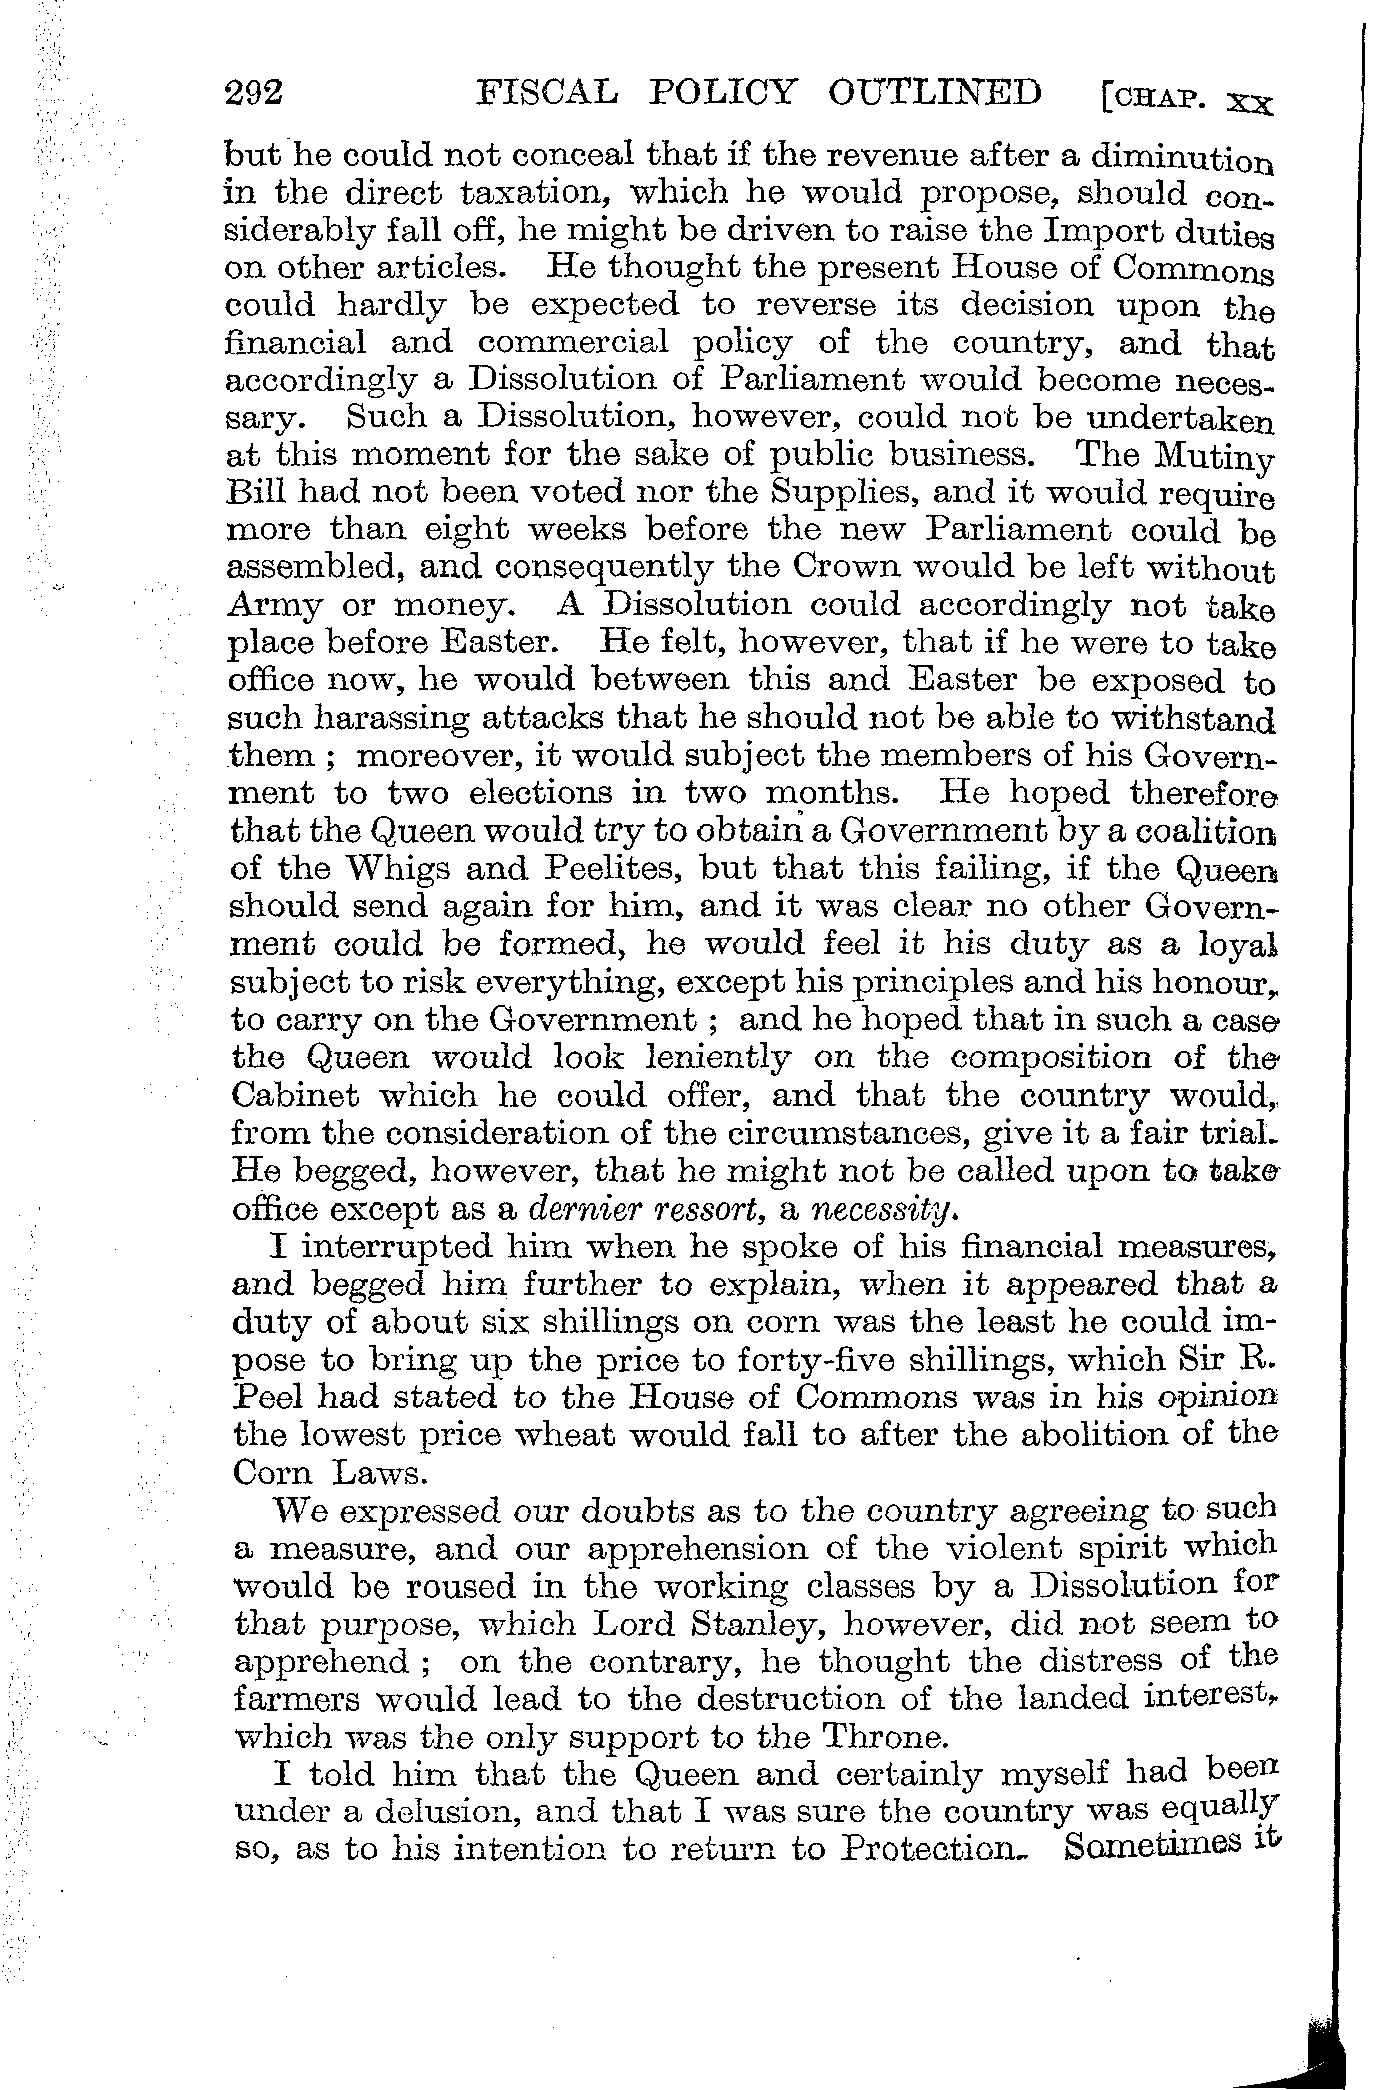 292 FISCAL POLICY OUTLINED [CHAP. XX
but he could not conceal that if the revenue after a diminution
in the direct taxation, which he would propose, should con-
siderably fall off, he might be driven to raise the Import duties
on other articles. He thought the present House of Commons
could hardly be expected to reverse its decision upon the
financial and commercial policy of the country, and that
accordingly a Dissolution of Parliament would become neces-
sary. Such a Dissolution, however, could not be undertaken
at this moment for the sake of public business. The Mutiny
Bill had not been voted nor the Supplies, and it would require
more than eight weeks before the new Parliament could be
assembled, and consequently the Crown would be left without
Army or money. A Dissolution could accordingly not take
place before Easter. He felt, however, that if he were to take
office now, he would between this and Easter be exposed to
such harassing attacks that he should not be able to withstand
them ; moreover, it would subject the members of his Govern-
ment to two elections in two months. He hoped therefore
that the Queen would try to obtain a Government by a coalition
of the Whigs and Peelites, but that this failing, if the Queen
should send again for him, and it was clear no other Govern-
ment could be formed, he would feel it his duty as a loyal
subject to risk everything, except his principles and his honour,
to carry on the Government ; and he hoped that in such a case
the Queen would look leniently on the composition of the
Cabinet which he could offer, and that the country would,
from the consideration of the circumstances, give it a fair trial.
He begged, however, that he might not be called upon to take
office except as a dernier ressort, a necessity.
I interrupted him when he spoke of his financial measures,
and begged him further to explain, when it appeared that a
duty of about six shillings on corn was the least he could im-
pose to bring up the price to forty-five shillings, which Sir R.
Peel had stated to the House of Commons was in his opinion
the lowest price wheat would fall to after the abolition of the
Corn Laws.
We expressed our doubts as to the country agreeing to such
a measure, and our apprehension of the violent spirit which
would be roused in the working classes by a Dissolution for
that purpose, which Lord Stanley, however, did not seem to
apprehend ; on the contrary, he thought the distress of the
farmers would lead to the destruction of the landed interest,
which was the only support to the Throne.
I told him that the Queen and certainly myself had been
under a delusion, and that I was sure the country was equally
so, as to his intention to return to Protection. Sometimes it